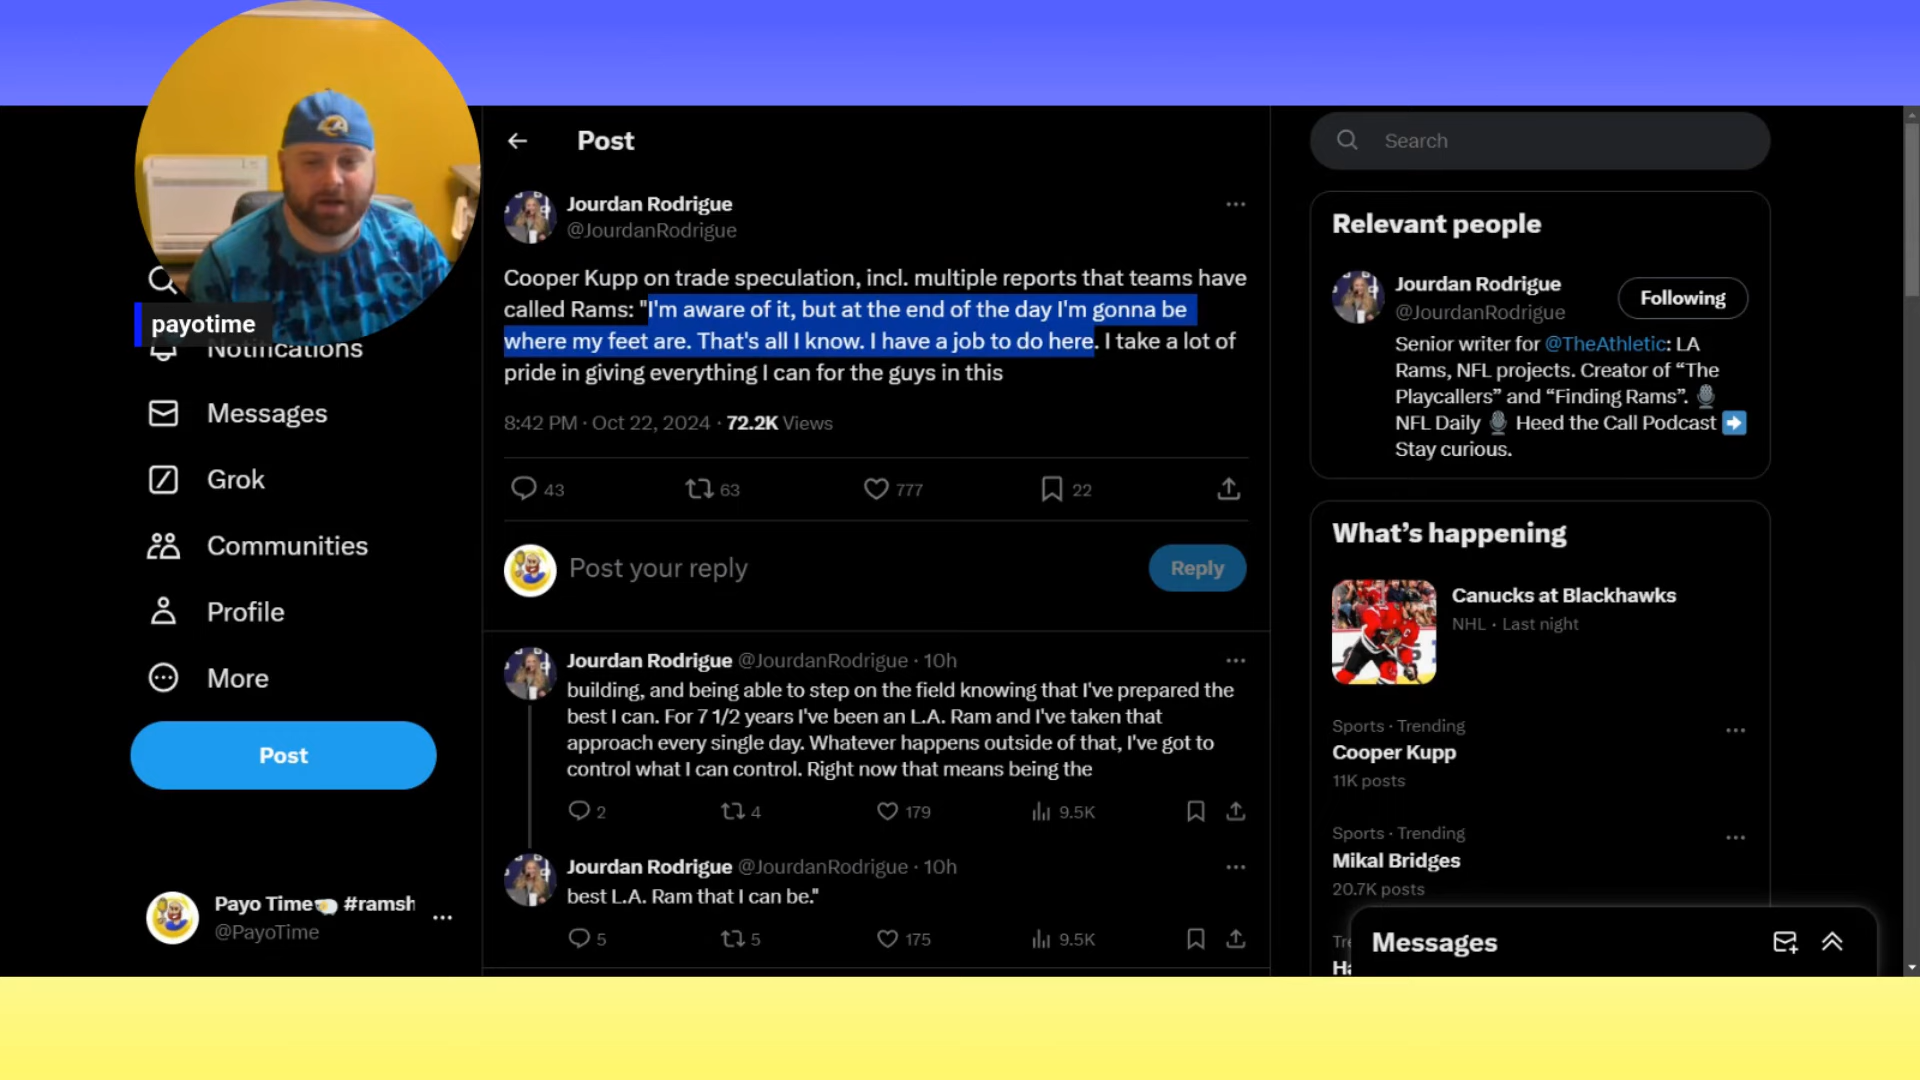 payotime
Notifications
Messages
Grok
Communities
Profile
More
Post
Payo Time🐏 #ramsh
@PayoTime
Post
Jourdan Rodrigue
@JourdanRodrigue
Cooper Kupp on trade speculation, incl. multiple reports that teams have
called Rams: "I'm aware of it, but at the end of the day I'm gonna be
where my feet are. That's all I know. I have a job to do here. I take a lot of
pride in giving everything I can for the guys in this
8:42 PM · Oct 22, 2024 · 72.2K Views
43 63 777 22
Post your reply
Reply
Jourdan Rodrigue @JourdanRodrigue · 10h
building, and being able to step on the field knowing that I've prepared the
best I can. For 7 1/2 years I've been an L.A. Ram and I've taken that
approach every single day. Whatever happens outside of that, I've got to
control what I can control. Right now that means being the
2 4 179 9.5K
Jourdan Rodrigue @JourdanRodrigue · 10h
best L.A. Ram that I can be."
5 5 175 9.5K
Search
Relevant people
Jourdan Rodrigue
@JourdanRodrigue
Following
Senior writer for @TheAthletic: LA
Rams, NFL projects. Creator of “The
Playcallers” and “Finding Rams”. 🎙
NFL Daily 🎙 Heed the Call Podcast ➡
Stay curious.
What’s happening
Canucks at Blackhawks
NHL · Last night
Sports · Trending
Cooper Kupp
11K posts
Sports · Trending
Mikal Bridges
20.7K posts
Messages